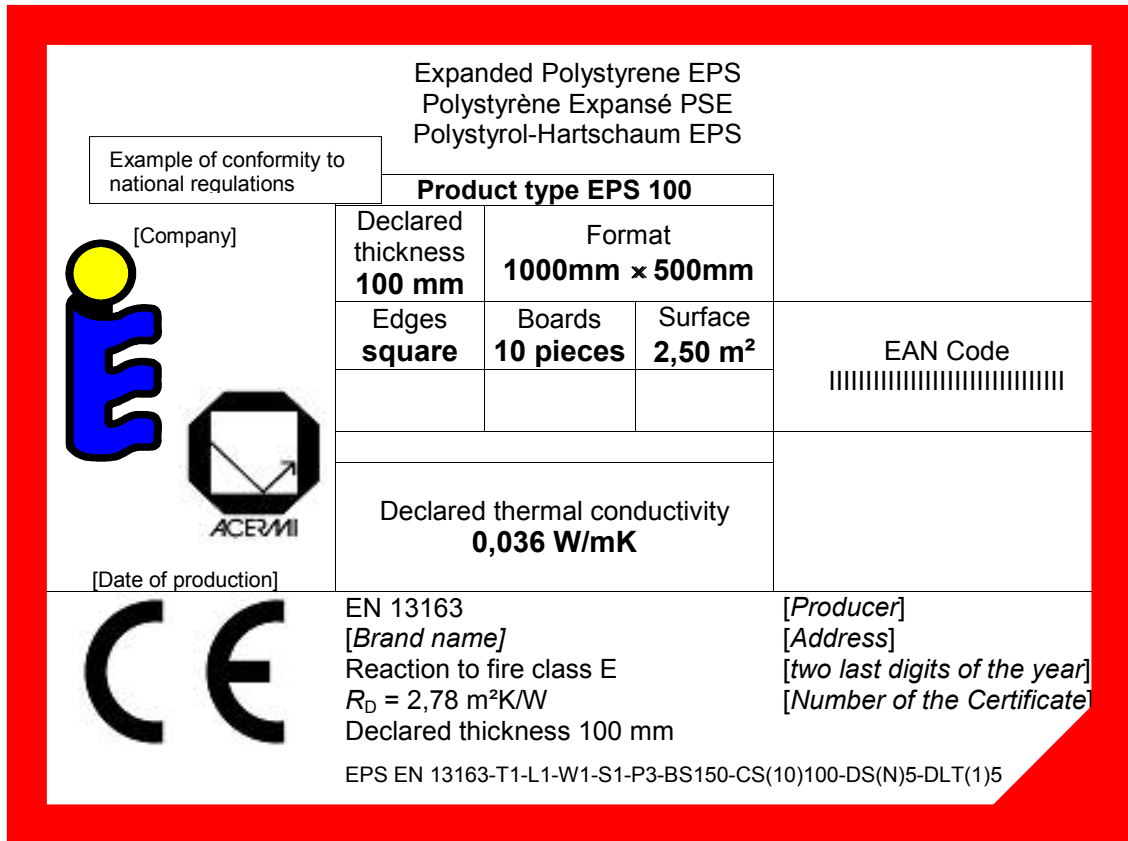 Expanded Polystyrene EPS
Polystyrène Expansé PSE
Polystyrol-Hartschaum EPS
Example of conformity to
national regulations
[Company]
ACERMI
[Date of production]
Product type EPS 100
Declared
thickness
100 mm
Format
1000mm × 500mm
Edges
square
Boards
10 pieces
Surface
2,50 m²
EAN Code
Declared thermal conductivity
0,036 W/mK
CE
EN 13163
[Brand name]
Reaction to fire class E
R_D = 2,78 m²K/W
Declared thickness 100 mm
EPS EN 13163-T1-L1-W1-S1-P3-BS150-CS(10)100-DS(N)5-DLT(1)5
[Producer]
[Address]
[two last digits of the year]
[Number of the Certificate]